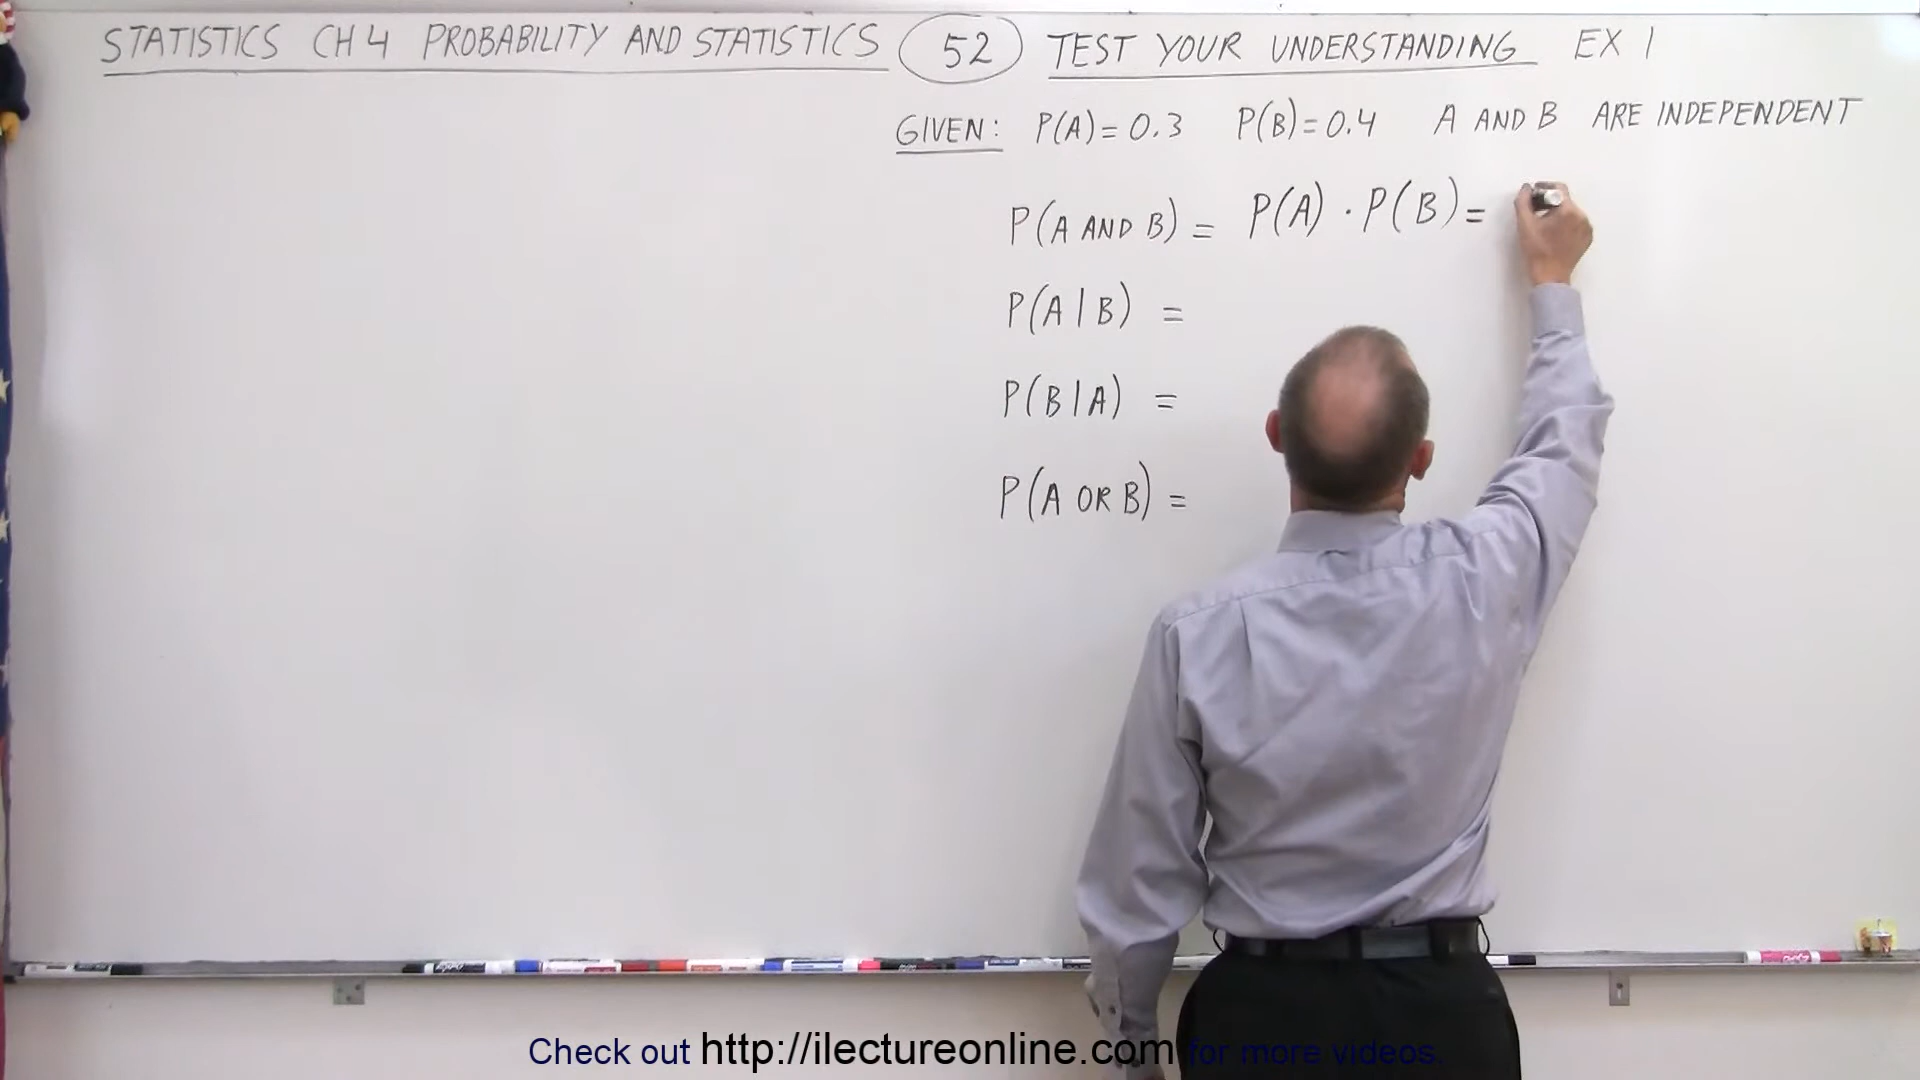 STATISTICS CH 4 PROBABILITY AND STATISTICS 52 TEST YOUR UNDERSTANDING EX 1
GIVEN: P(A) = 0.3 P(B) = 0.4 A AND B ARE INDEPENDENT
P(A AND B) = P(A) · P(B) =
P(A | B) =
P(B | A) =
P(A OR B) =
Check out http://ilectureonline.com for more videos.